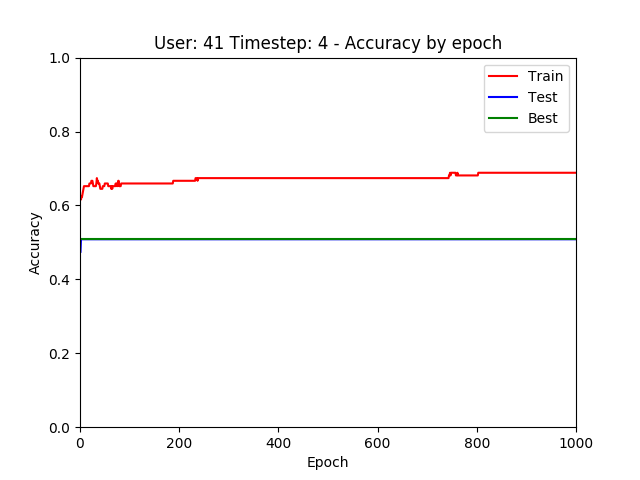 User: 41 Timestep: 4 - Accuracy by epoch
1.0
0.8
0.6
0.4
0.2
0.0
Accuracy
Train
Test
Best
0 200 400 600 800 1000
Epoch